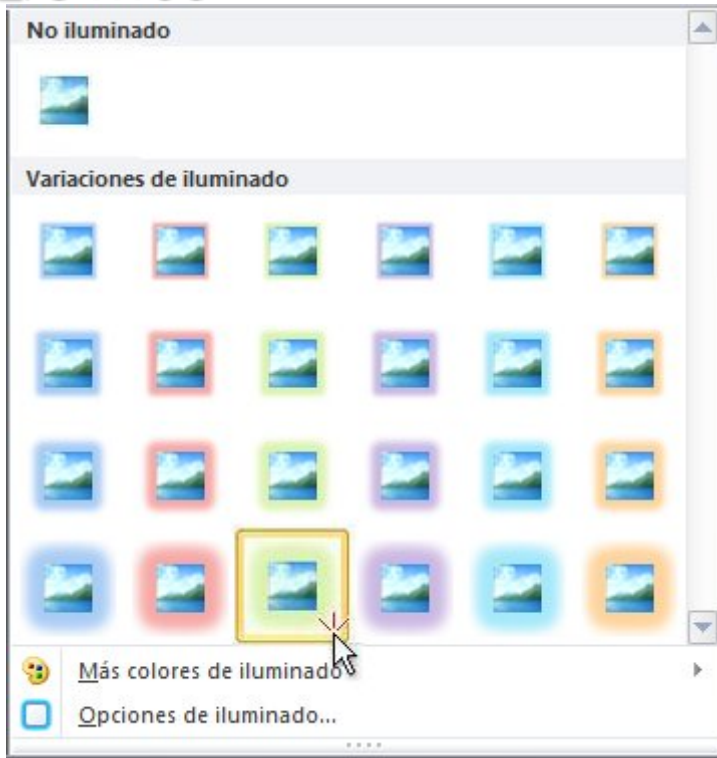 No iluminado
Variaciones de iluminado
Más colores de iluminado
Opciones de iluminado...